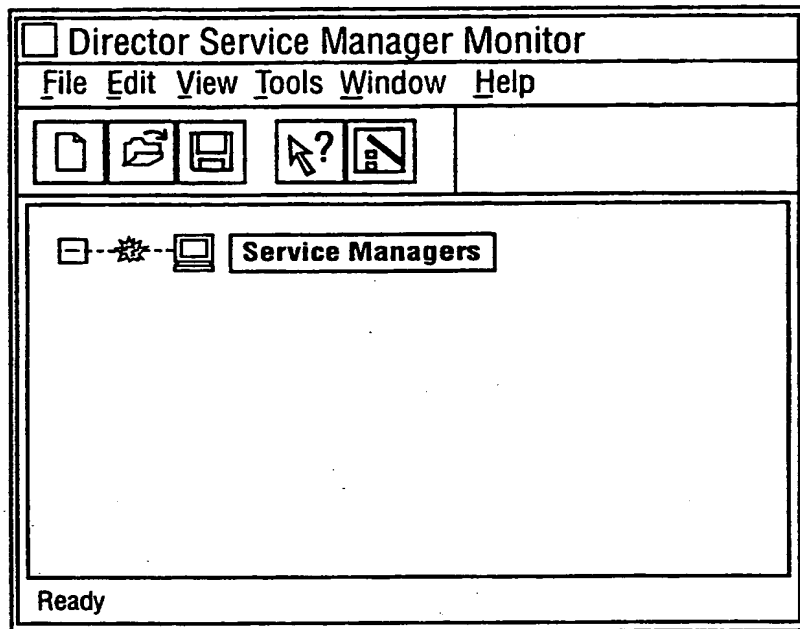 Director Service Manager Monitor
File Edit View Tools Window Help
?
Service Managers
Ready